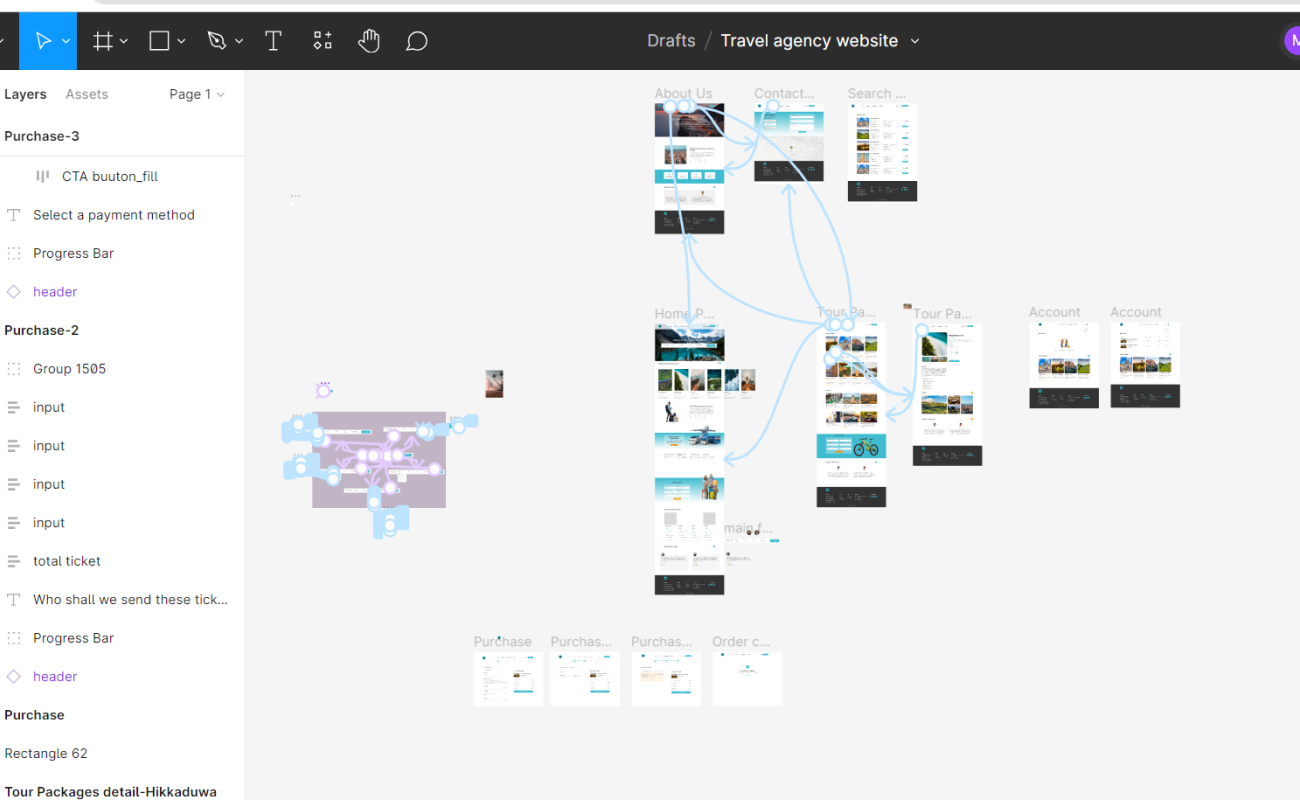 Drafts / Travel agency website
M
Layers Assets Page 1
Purchase-3
CTA buuton_fill
Select a payment method
Progress Bar
header
Purchase-2
Group 1505
input
input
input
input
total ticket
Who shall we send these tick...
Progress Bar
header
Purchase
Rectangle 62
Tour Packages detail-Hikkaduwa
About Us Contact... Search ...
Home P... Tour Pa... Tour Pa... Account Account
main f...
Purchase Purchas... Purchas... Order c...